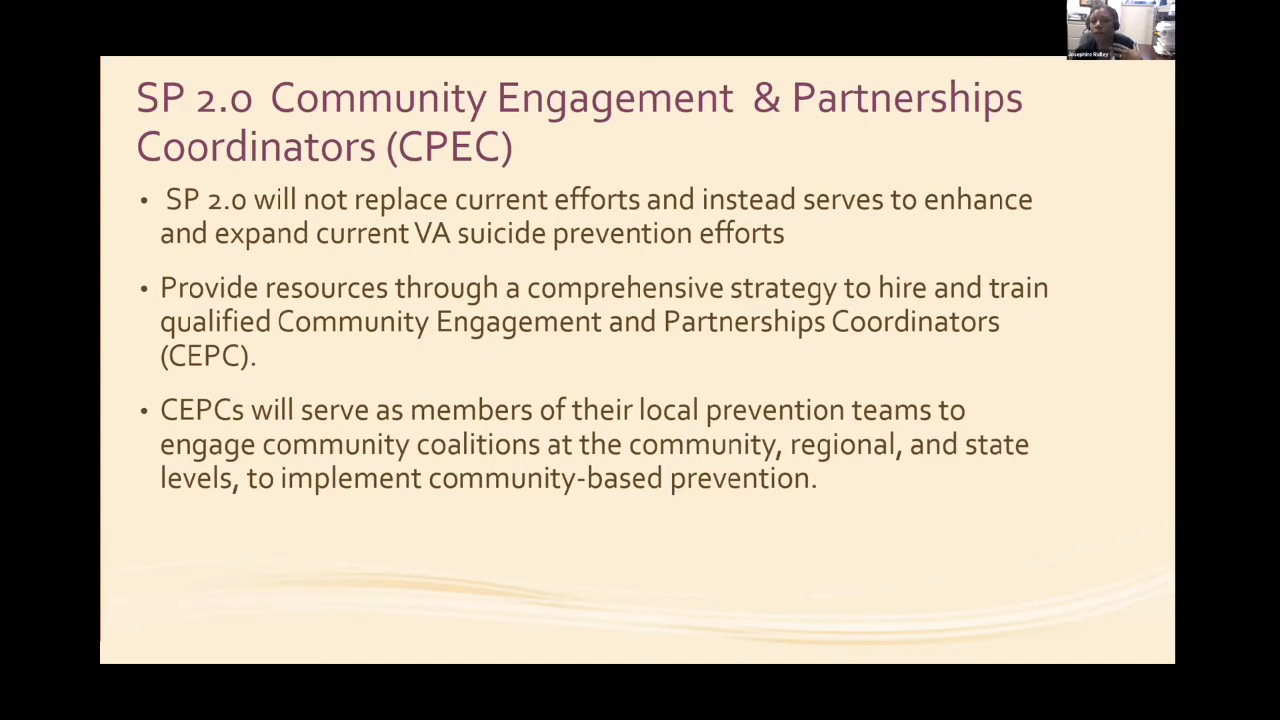 Josephine Ridley
SP 2.0 Community Engagement & Partnerships
Coordinators (CPEC)
• SP 2.0 will not replace current efforts and instead serves to enhance
and expand current VA suicide prevention efforts
• Provide resources through a comprehensive strategy to hire and train
qualified Community Engagement and Partnerships Coordinators
(CEPC).
• CEPCs will serve as members of their local prevention teams to
engage community coalitions at the community, regional, and state
levels, to implement community-based prevention.